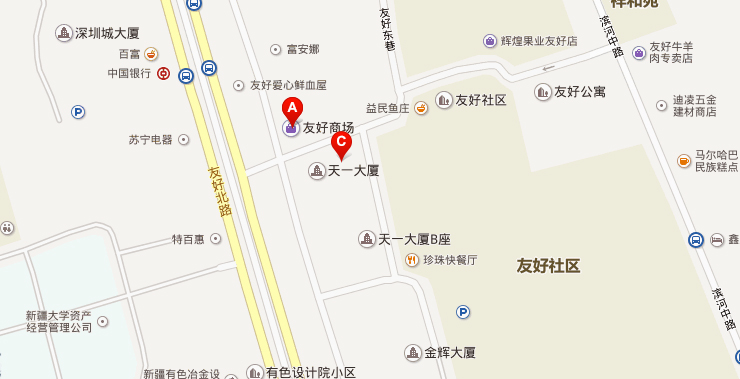 祥和苑
友好东巷
滨河中路
深圳城大厦
百富
富安娜
辉煌果业友好店
友好牛羊
肉专卖店
中国银行
友好爱心鲜血屋
友好公寓
友好社区
益民鱼庄
迪凌五金
建材商店
P
A
友好商场
苏宁电器
C
天一大厦
马尔哈巴
民族糕点
友好北路
特百惠
天一大厦B座
鑫
珍珠快餐厅
友好社区
滨河中路
新疆大学资产
经营管理公司
P
金辉大厦
新疆有色冶金设
有色设计院小区